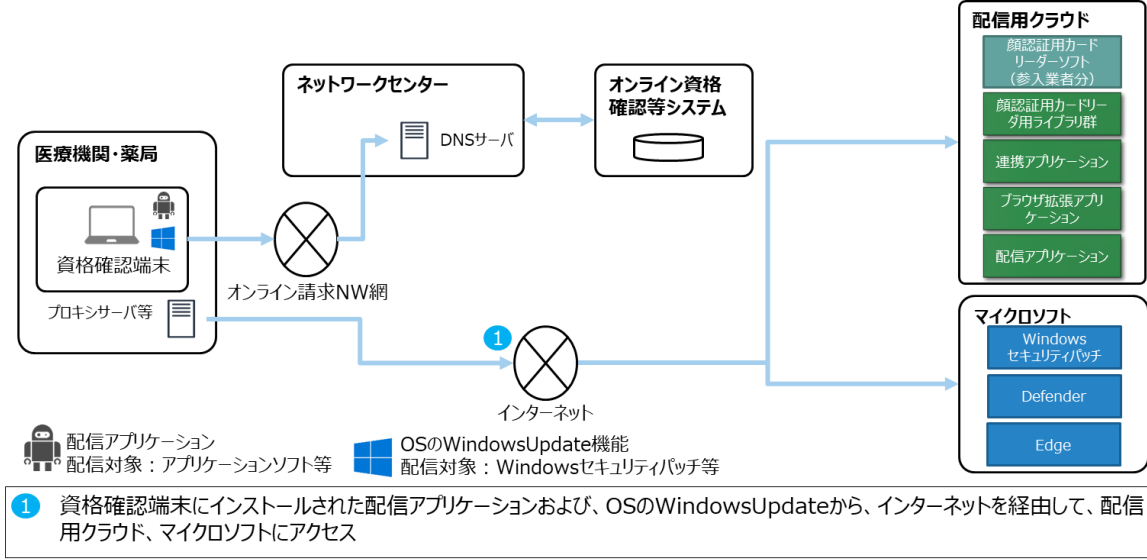 配信用クラウド
顔認証用カード
リーダーソフト
(参入業者分)
顔認証用カードリー
ダ用ライブラリ群
連携アプリケーション
ブラウザ拡張アプリ
ケーション
配信アプリケーション
ネットワークセンター
DNSサーバ
オンライン資格
確認等システム
医療機関・薬局
資格確認端末
プロキシサーバ等
オンライン請求NW網
1
インターネット
マイクロソフト
Windows
セキュリティパッチ
Defender
Edge
配信アプリケーション
配信対象:アプリケーションソフト等
OSのWindowsUpdate機能
配信対象:Windowsセキュリティパッチ等
1 資格確認端末にインストールされた配信アプリケーションおよび、OSのWindowsUpdateから、インターネットを経由して、配信
用クラウド、マイクロソフトにアクセス